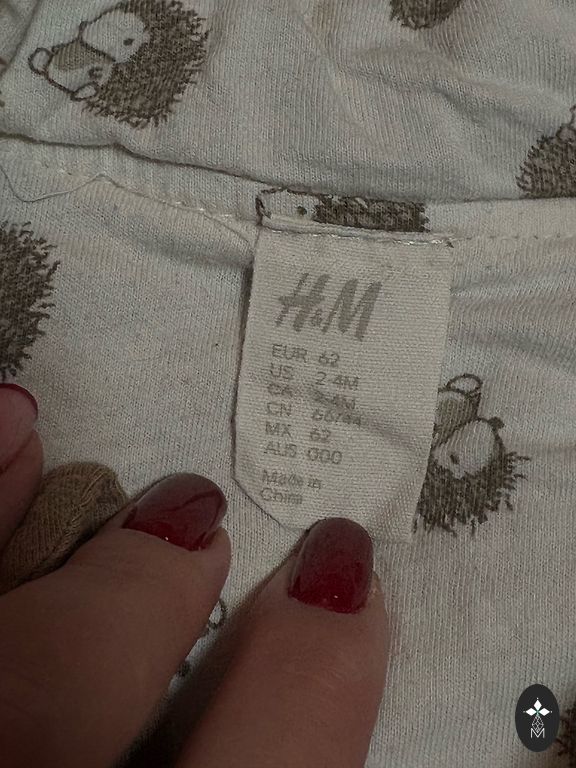 H&M
EUR 62
US 2-4M
CA 2-4M
CN 66/44
MX 62
AUS 000
Made in
China
M